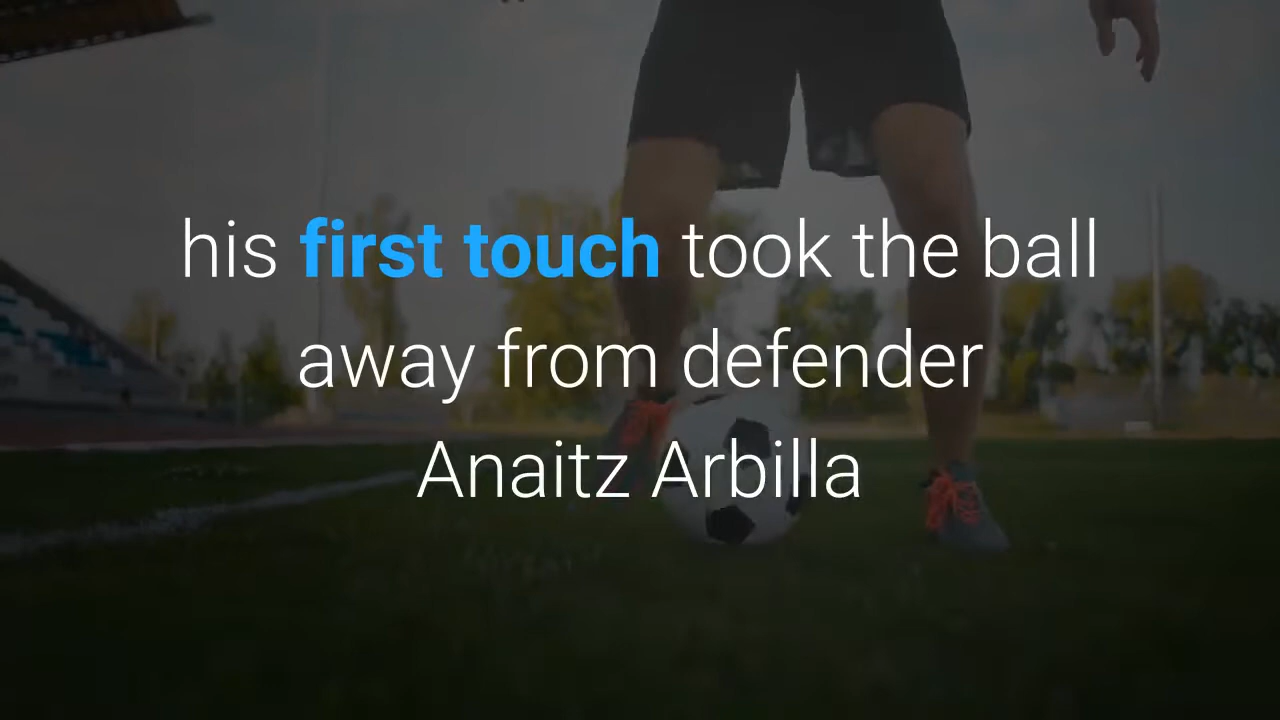 his first touch took the ball
away from defender
Anaitz Arbilla